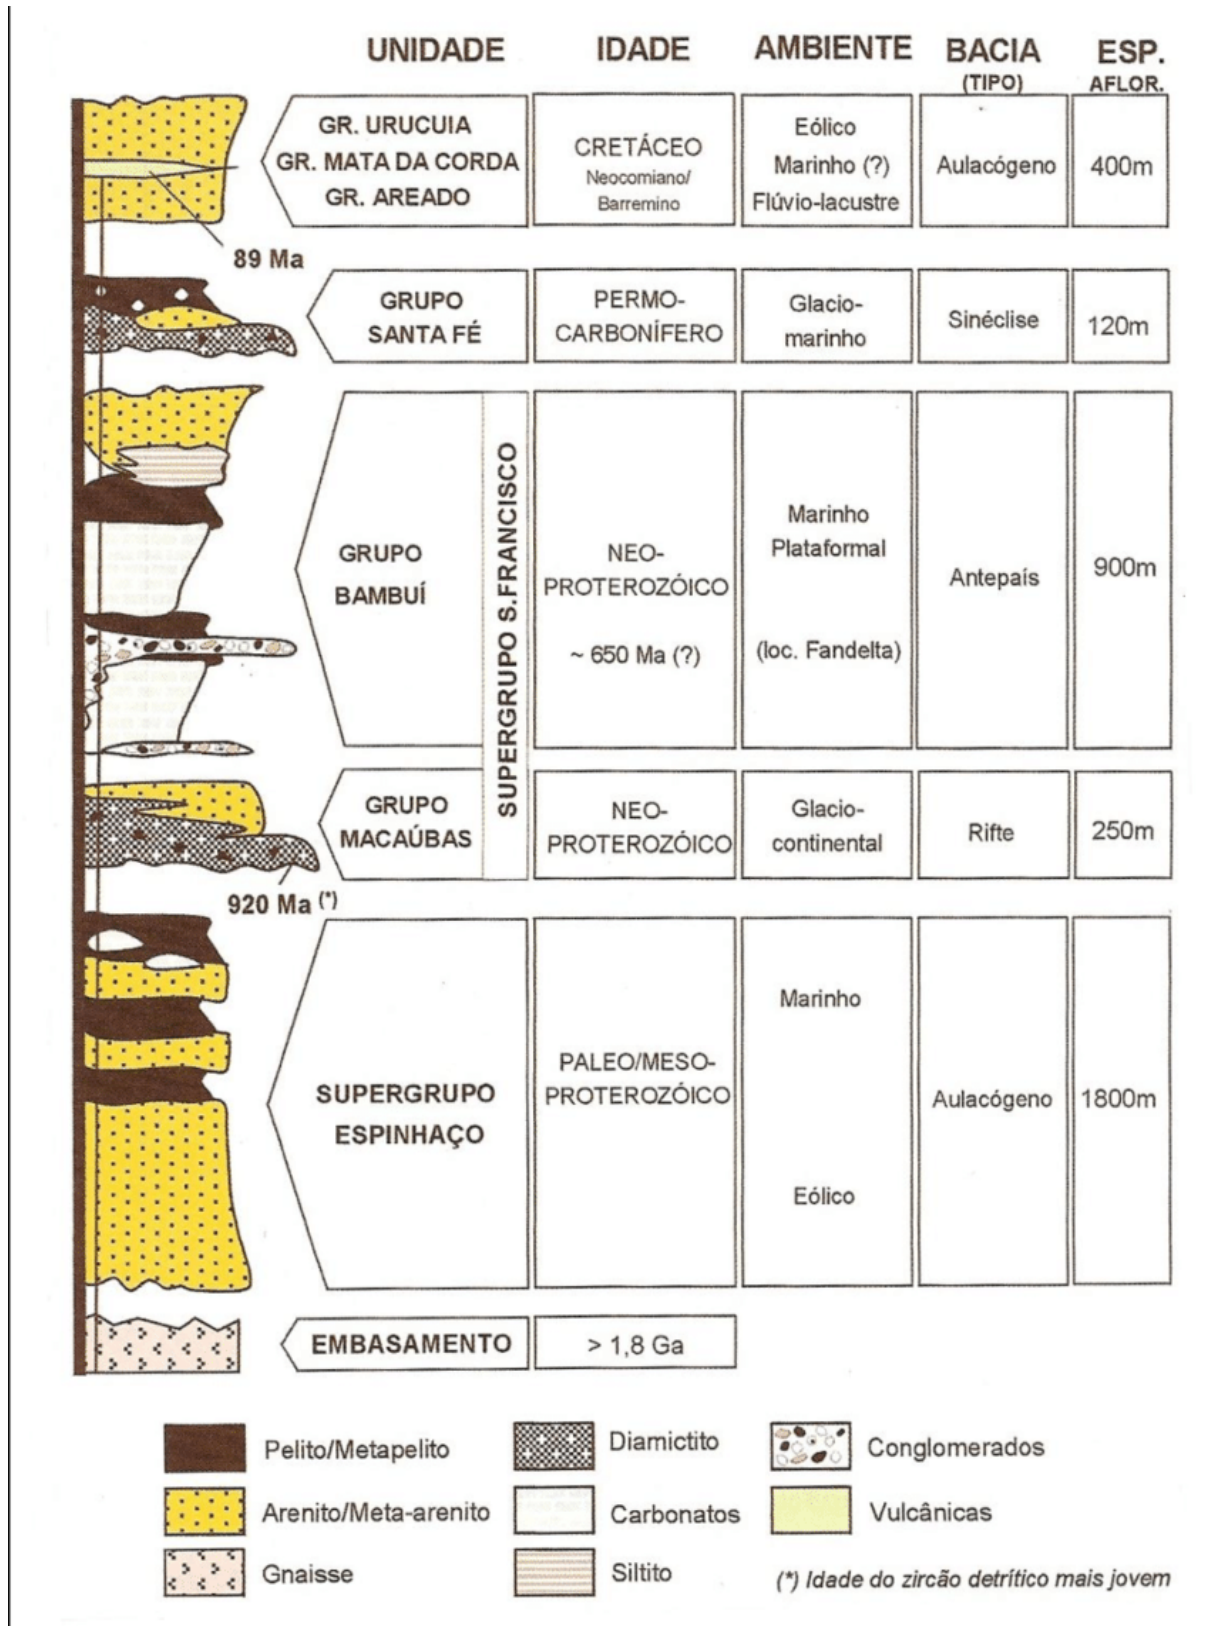 UNIDADE IDADE AMBIENTE BACIA ESP.
(TIPO) AFLOR.
GR. URUCUIA
GR. MATA DA CORDA
GR. AREADO
CRETÁCEO
Neocomiano/
Barremino
Eólico
Marinho (?)
Flúvio-lacustre
Aulacógeno
400m
89 Ma
GRUPO
SANTA FÉ
PERMO-
CARBONÍFERO
Glacio-
marinho
Sinéclise
120m
GRUPO
BAMBUÍ
SUPERGRUPO S.FRANCISCO
NEO-
PROTEROZÓICO
~ 650 Ma (?)
Marinho
Plataformal
(loc. Fandelta)
Antepaís
900m
GRUPO
MACAÚBAS
NEO-
PROTEROZÓICO
Glacio-
continental
Rifte
250m
920 Ma (*)
SUPERGRUPO
ESPINHAÇO
PALEO/MESO-
PROTEROZÓICO
Marinho
Eólico
Aulacógeno
1800m
EMBASAMENTO
> 1,8 Ga
Pelito/Metapelito
Diamictito
Conglomerados
Arenito/Meta-arenito
Carbonatos
Vulcânicas
Gnaisse
Siltito
(*) Idade do zircão detrítico mais jovem